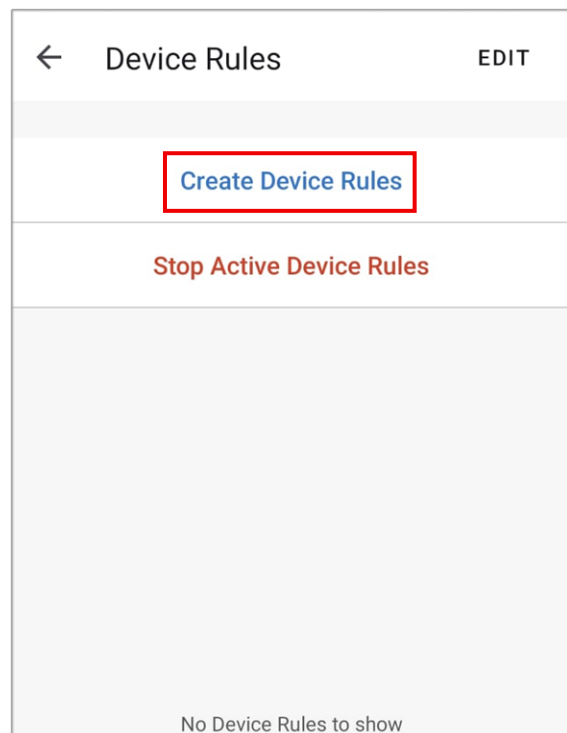 Device Rules
EDIT
Create Device Rules
Stop Active Device Rules
No Device Rules to show